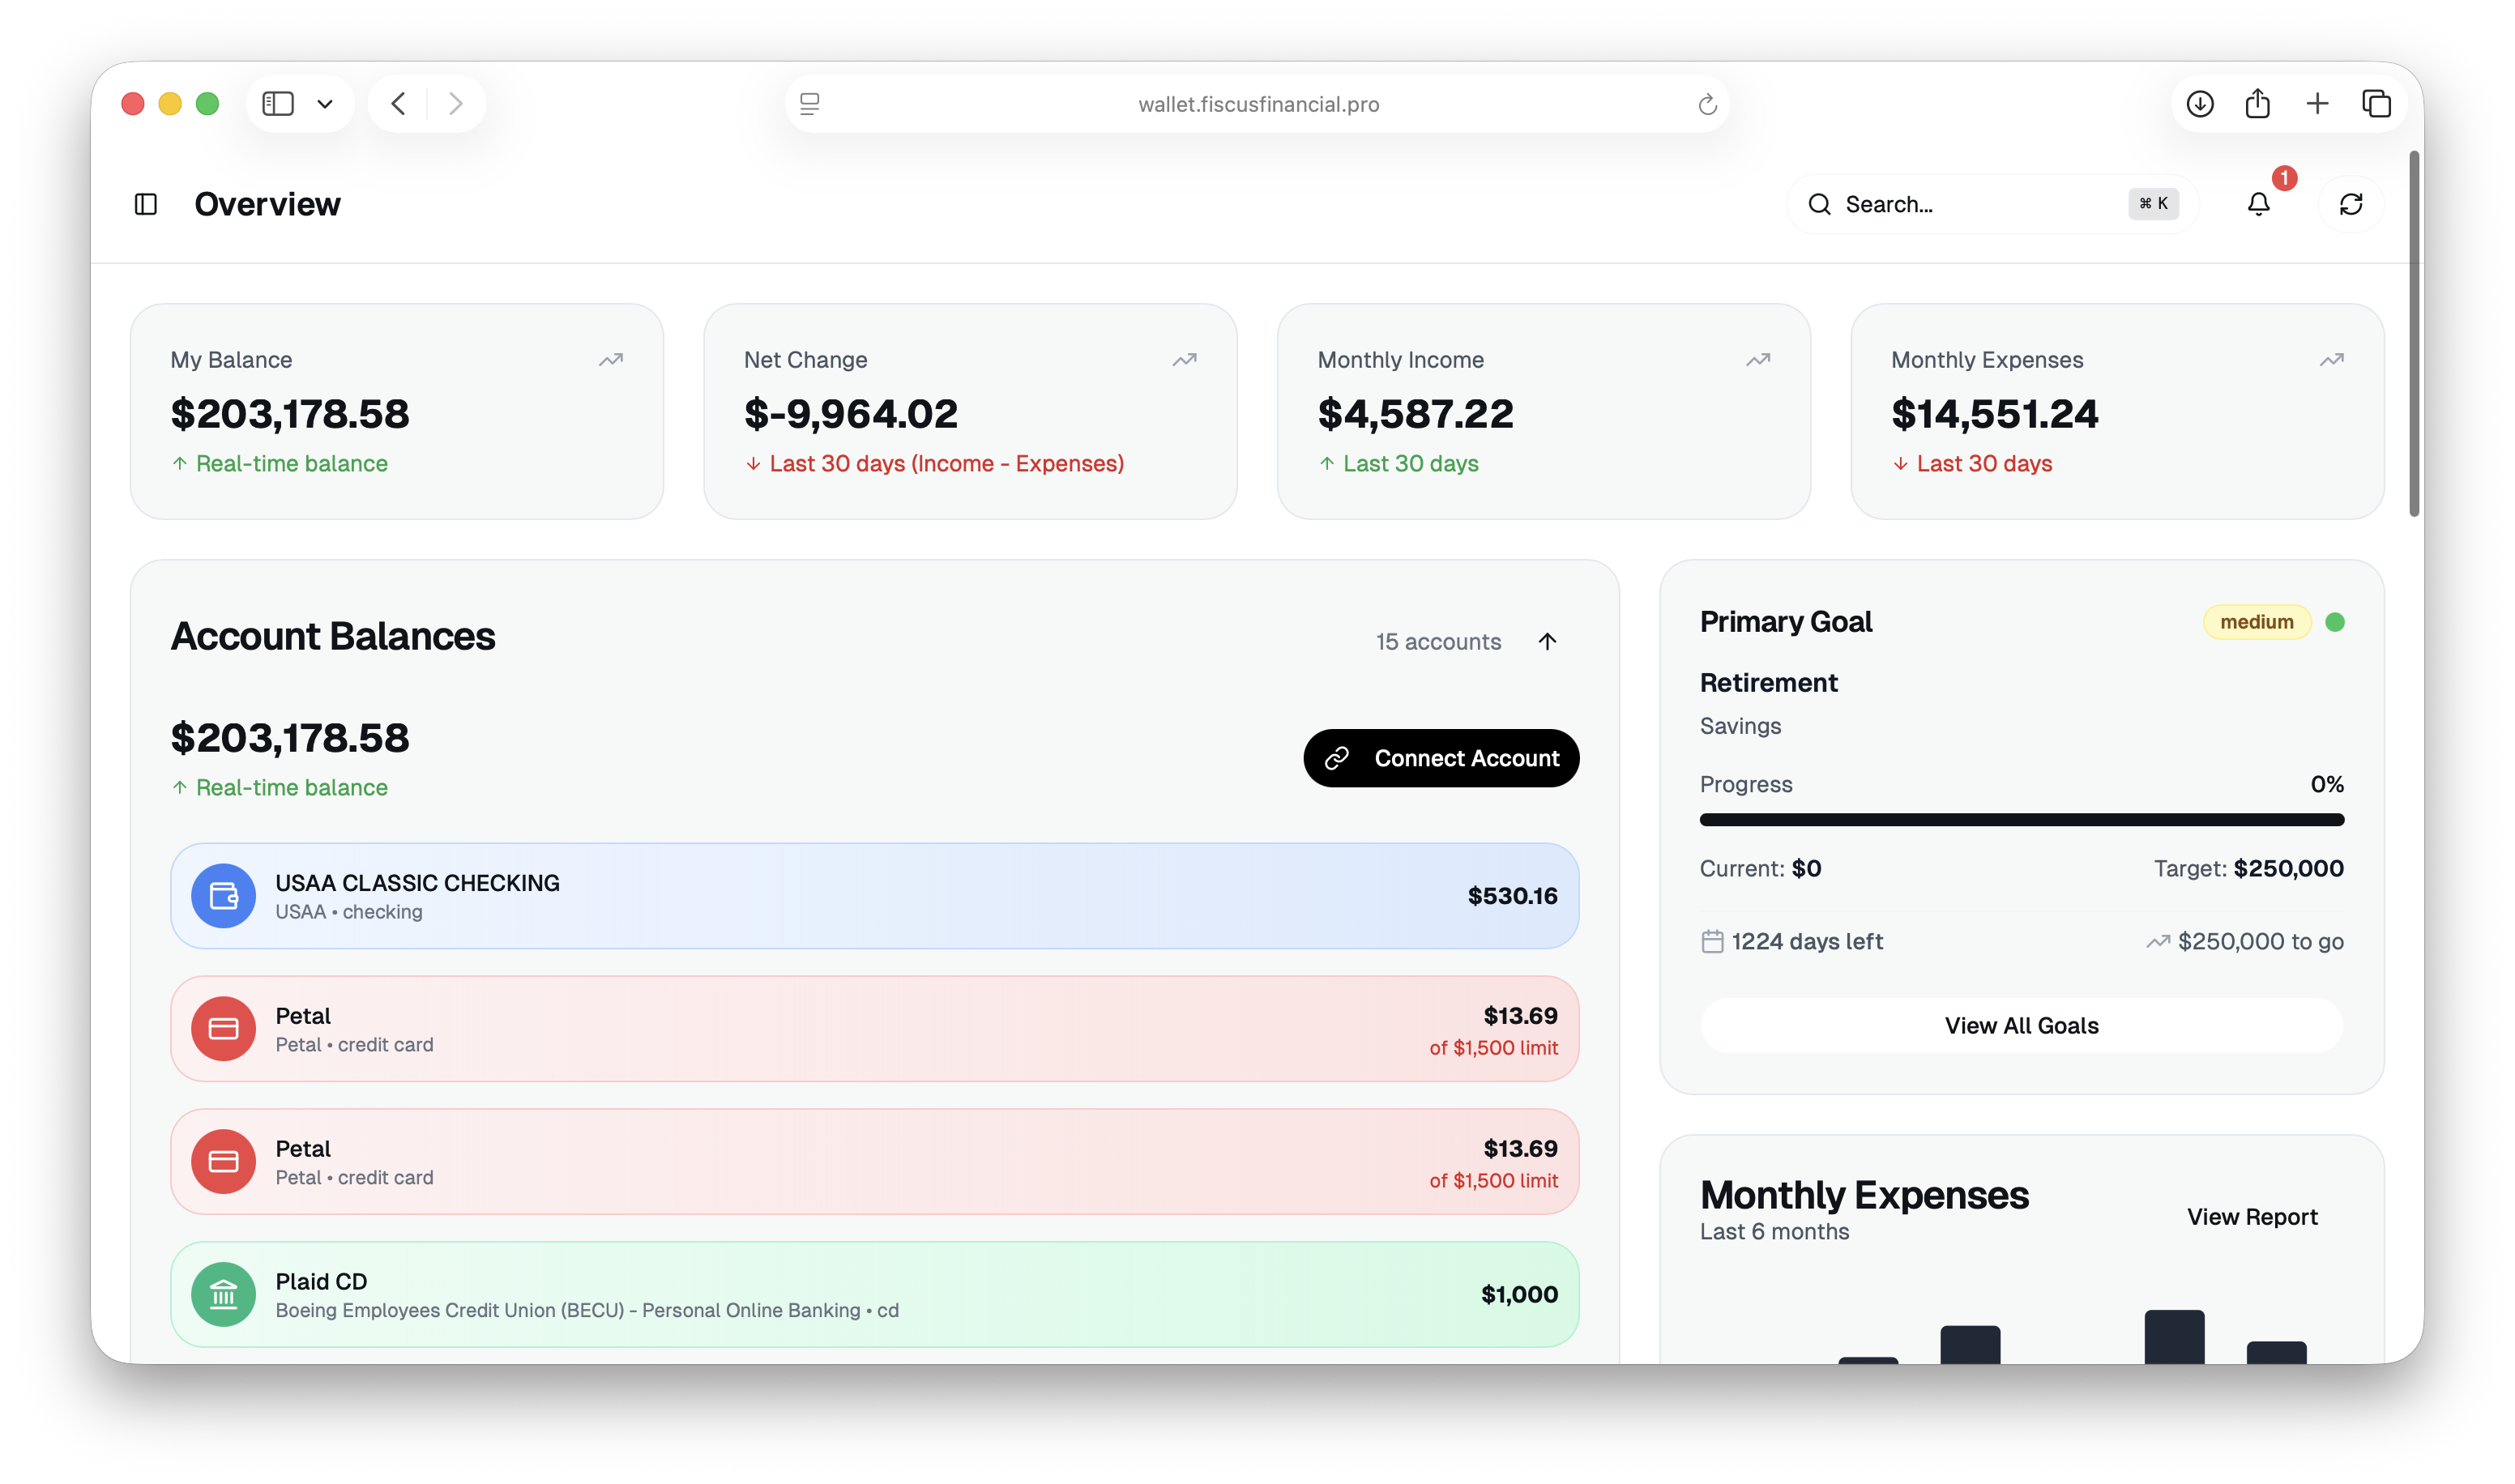 wallet.fiscusfinancial.pro
Overview
Search...
⌘ K
1
My Balance
$203,178.58
↑ Real-time balance
Net Change
$-9,964.02
↓ Last 30 days (Income - Expenses)
Monthly Income
$4,587.22
↑ Last 30 days
Monthly Expenses
$14,551.24
↓ Last 30 days
Account Balances
15 accounts
$203,178.58
↑ Real-time balance
Connect Account
USAA CLASSIC CHECKING
USAA • checking
$530.16
Petal
Petal • credit card
$13.69
of $1,500 limit
Petal
Petal • credit card
$13.69
of $1,500 limit
Plaid CD
Boeing Employees Credit Union (BECU) - Personal Online Banking • cd
$1,000
Primary Goal
medium
Retirement
Savings
Progress
0%
Current: $0
Target: $250,000
1224 days left
$250,000 to go
View All Goals
Monthly Expenses
Last 6 months
View Report